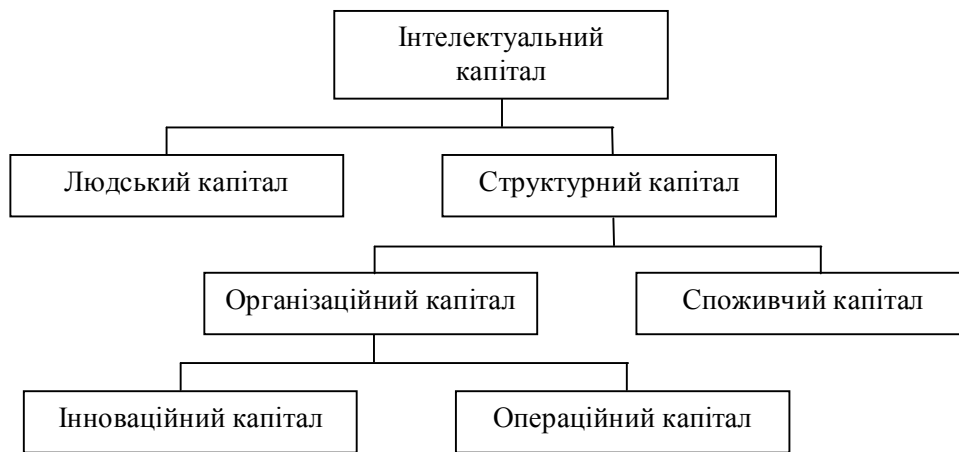 Інтелектуальний
капітал
Людський капітал
Структурний капітал
Організаційний капітал
Споживчий капітал
Інноваційний капітал
Операційний капітал